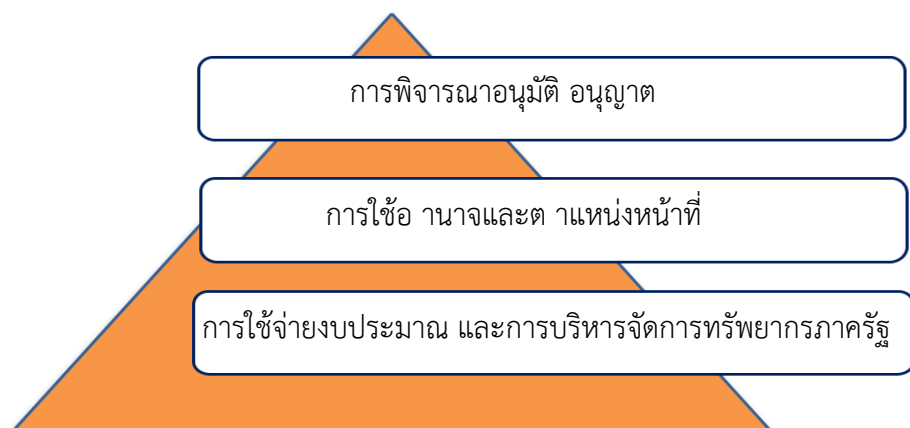 การพิจารณาอนุมัติ อนุญาต
การใช้อ านาจและต าแหน่งหน้าที่
การใช้จ่ายงบประมาณ และการบริหารจัดการทรัพยากรภาครัฐ